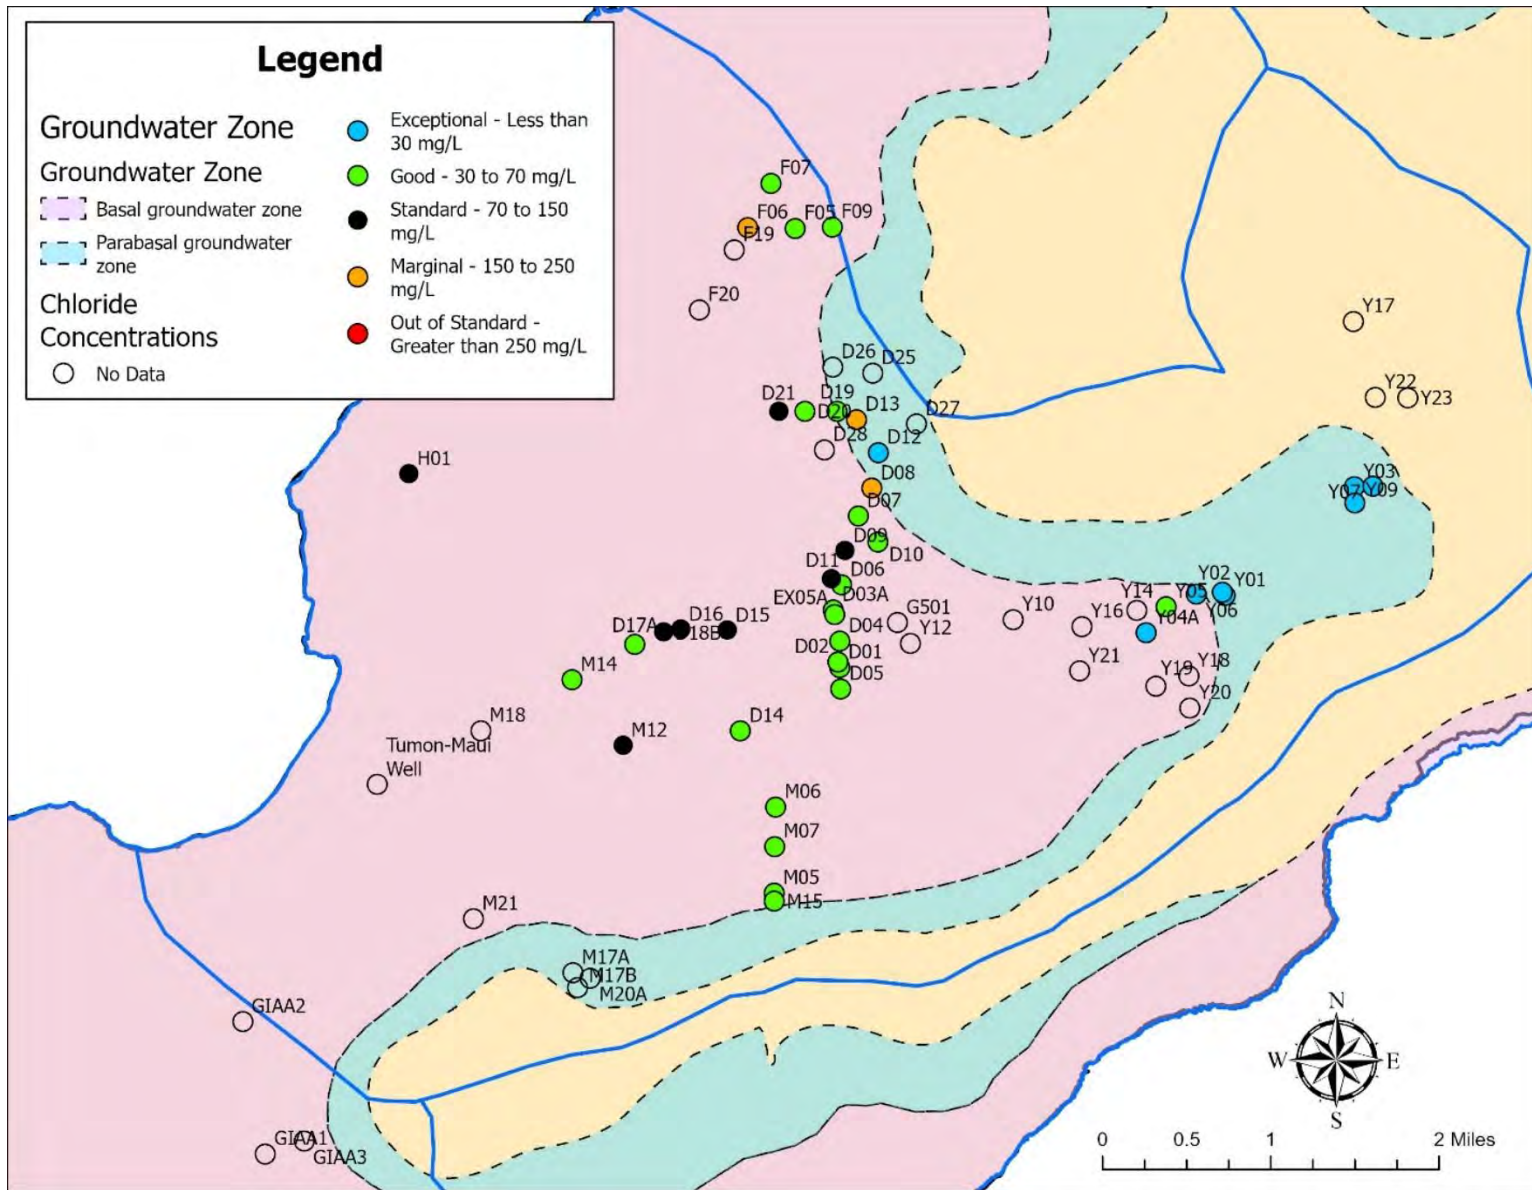 Legend
Groundwater Zone
Groundwater Zone
Basal groundwater zone
Parabasal groundwater
zone
Chloride
Concentrations
No Data
Exceptional - Less than
30 mg/L
Good - 30 to 70 mg/L
Standard - 70 to 150
mg/L
Marginal - 150 to 250
mg/L
Out of Standard -
Greater than 250 mg/L
F07
F06
F05
F09
F19
F20
Y17
D26
D25
Y22
Y23
D21
D19
D20
D13
D27
D28
D12
H01
D08
Y03
Y07
Y09
D07
D09
D10
D11
D06
Y02
Y01
EX05A
D03A
Y14
Y05
Y06
G501
Y10
Y16
Y04A
D17A
D16
18B
D15
D04
Y12
D02
D01
D05
M14
Y21
Y19
Y18
Y20
M18
D14
M12
Tumon-Maui
Well
M06
M07
M05
M15
M21
M17A
M17B
M20A
GIAA2
GIAA1
GIAA3
N
W
E
S
0
0.5
1
2 Miles